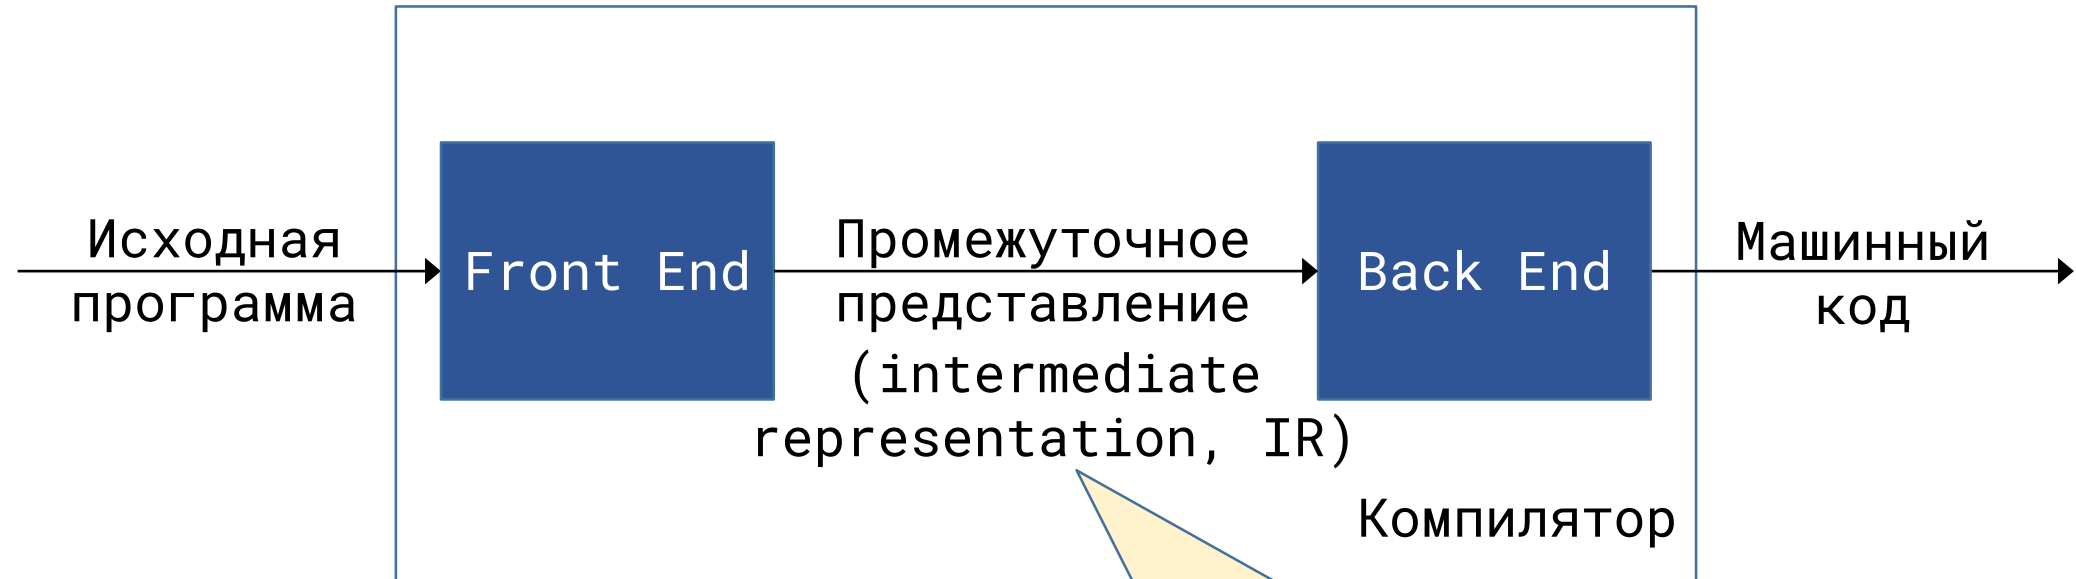 Исходная
программа
Front End
Промежуточное
представление
(intermediate
representation, IR)
Back End
Машинный
код
Компилятор